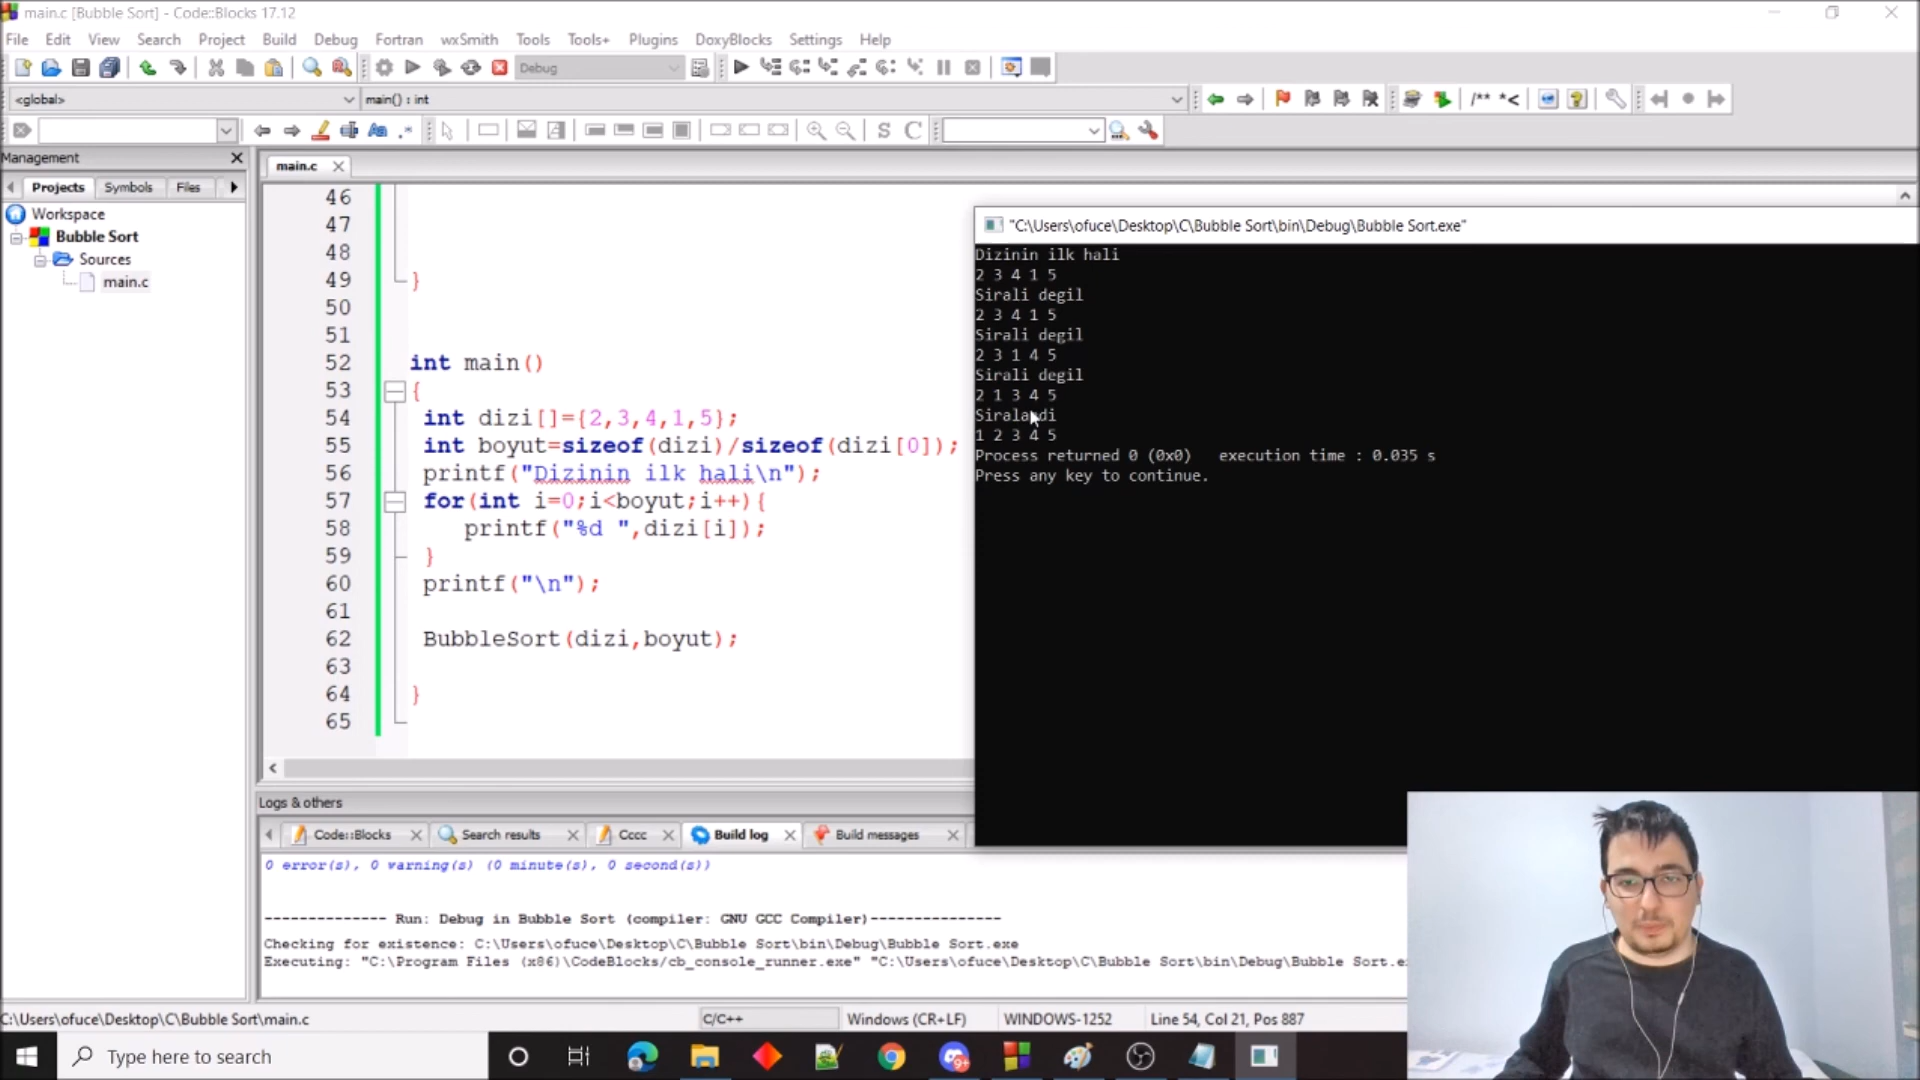 main.c [Bubble Sort] - Code::Blocks 17.12
File Edit View Search Project Build Debug Fortran wxSmith Tools Tools+ Plugins DoxyBlocks Settings Help
Debug
<global> main() : int
/** *<
Aa .* S C
Management
main.c
Projects Symbols Files
Workspace
Bubble Sort
Sources
main.c
46
47
48
49 }
50
51
52 int main()
53 {
54 int dizi[]={2,3,4,1,5};
55 int boyut=sizeof(dizi)/sizeof(dizi[0]);
56 printf("Dizinin ilk hali\n");
57 for(int i=0;i<boyut;i++){
58 printf("%d ",dizi[i]);
59 }
60 printf("\n");
61
62 BubbleSort(dizi,boyut);
63
64 }
65
"C:\Users\ofuce\Desktop\C\Bubble Sort\bin\Debug\Bubble Sort.exe"
Dizinin ilk hali
2 3 4 1 5
Sirali degil
2 3 4 1 5
Sirali degil
2 3 1 4 5
Sirali degil
2 1 3 4 5
Siralandi
1 2 3 4 5
Process returned 0 (0x0) execution time : 0.035 s
Press any key to continue.
Logs & others
Code::Blocks Search results Cccc Build log Build messages
0 error(s), 0 warning(s) (0 minute(s), 0 second(s))
-------------- Run: Debug in Bubble Sort (compiler: GNU GCC Compiler)---------------
Checking for existence: C:\Users\ofuce\Desktop\C\Bubble Sort\bin\Debug\Bubble Sort.exe
Executing: "C:\Program Files (x86)\CodeBlocks/cb_console_runner.exe" "C:\Users\ofuce\Desktop\C\Bubble Sort\bin\Debug\Bubble Sort.e
C:\Users\ofuce\Desktop\C\Bubble Sort\main.c C/C++ Windows (CR+LF) WINDOWS-1252 Line 54, Col 21, Pos 887
Type here to search